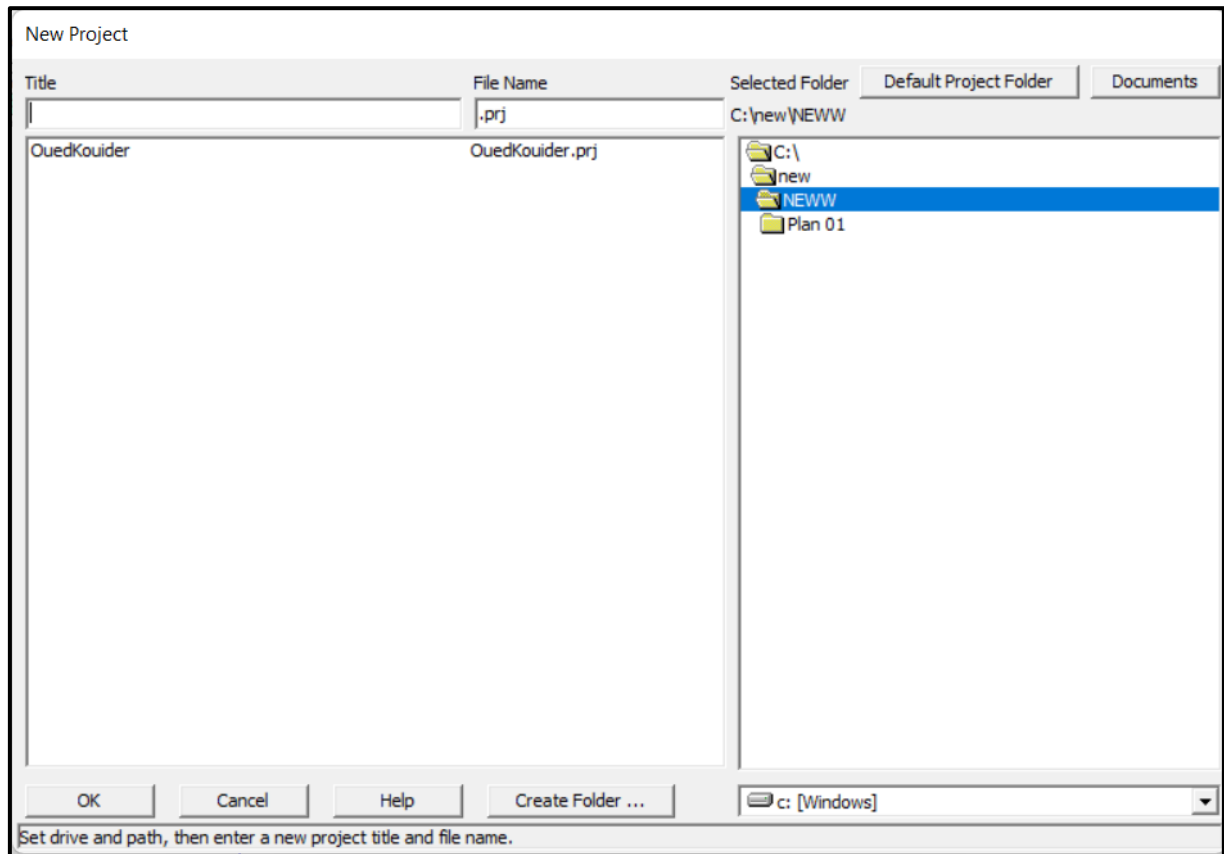 New Project
Title File Name Selected Folder Default Project Folder Documents
.prj C:\new\NEWW
OuedKouider OuedKouider.prj
C:\
new
NEWW
Plan 01
OK Cancel Help Create Folder ... c: [Windows]
Set drive and path, then enter a new project title and file name.